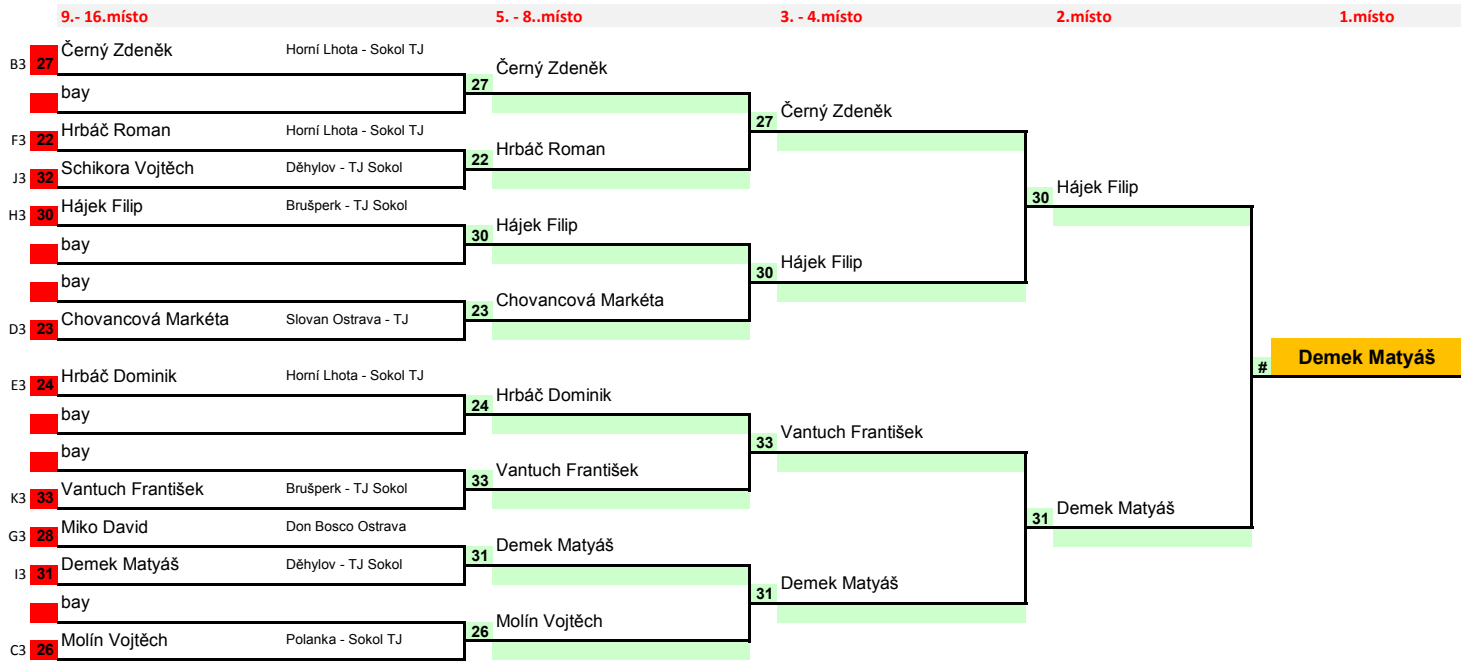 9.- 16.místo 5. - 8..místo 3. - 4.místo 2.místo 1.místo
B3 27 Černý Zdeněk Horní Lhota - Sokol TJ
27 Černý Zdeněk
bay
27 Černý Zdeněk
F3 22 Hrbáč Roman Horní Lhota - Sokol TJ
22 Hrbáč Roman
J3 32 Schikora Vojtěch Děhylov - TJ Sokol
30 Hájek Filip
H3 30 Hájek Filip Brušperk - TJ Sokol
30 Hájek Filip
bay
30 Hájek Filip
bay
23 Chovancová Markéta
D3 23 Chovancová Markéta Slovan Ostrava - TJ
# Demek Matyáš
E3 24 Hrbáč Dominik Horní Lhota - Sokol TJ
24 Hrbáč Dominik
bay
33 Vantuch František
bay
33 Vantuch František
K3 33 Vantuch František Brušperk - TJ Sokol
31 Demek Matyáš
G3 28 Miko David Don Bosco Ostrava
31 Demek Matyáš
I3 31 Demek Matyáš Děhylov - TJ Sokol
31 Demek Matyáš
bay
26 Molín Vojtěch
C3 26 Molín Vojtěch Polanka - Sokol TJ